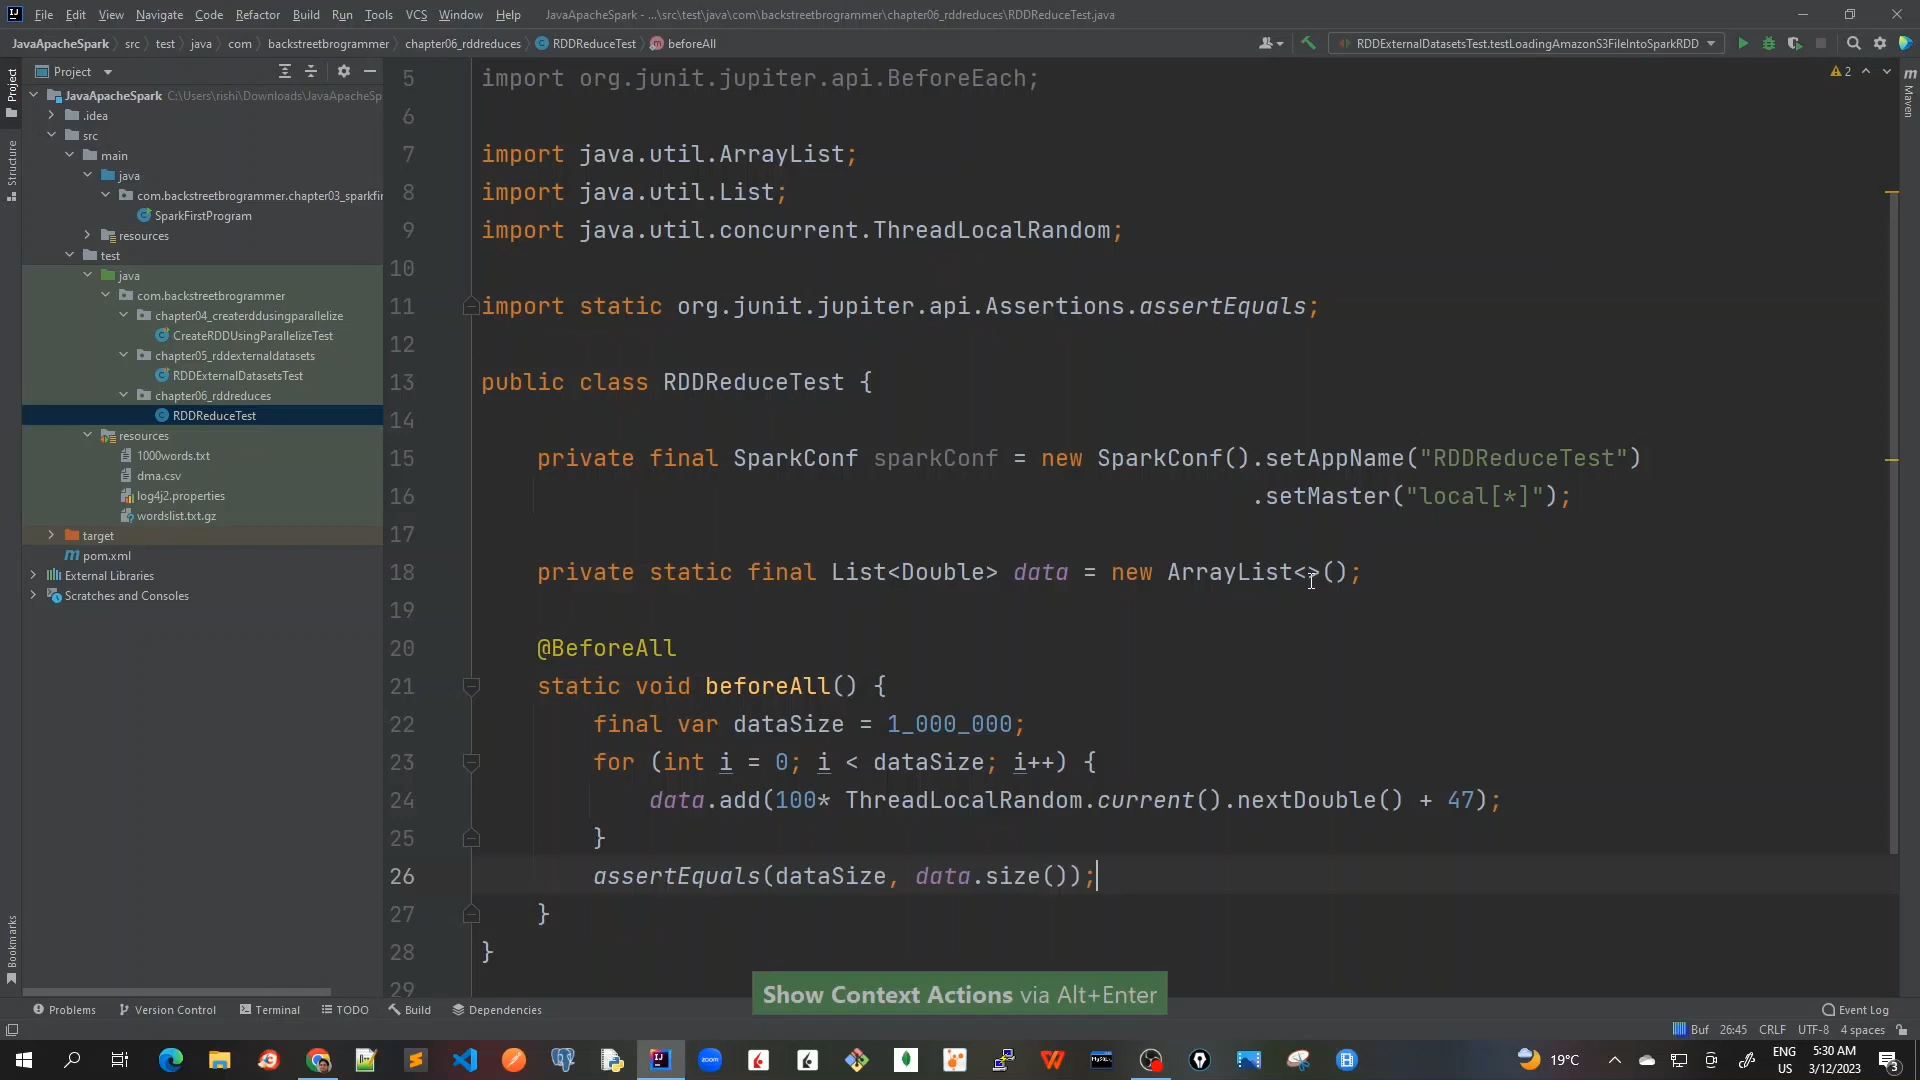 File Edit View Navigate Code Refactor Build Run Tools VCS Window Help JavaApacheSpark - ...\src\test\java\com\backstreetbrogrammer\chapter06_rddreduces\RDDReduceTest.java
JavaApacheSpark src test java com backstreetbrogrammer chapter06_rddreduces RDDReduceTest beforeAll RDDExternalDatasetsTest.testLoadingAmazonS3FileIntoSparkRDD
Project
Project
Structure
Bookmarks
JavaApacheSpark C:\Users\rishi\Downloads\JavaApacheSp
.idea
src
main
java
com.backstreetbrogrammer.chapter03_sparkfir
SparkFirstProgram
resources
test
java
com.backstreetbrogrammer
chapter04_createrddusingparallelize
CreateRDDUsingParallelizeTest
chapter05_rddexternaldatasets
RDDExternalDatasetsTest
chapter06_rddreduces
RDDReduceTest
resources
1000words.txt
dma.csv
log4j2.properties
wordslist.txt.gz
target
pom.xml
External Libraries
Scratches and Consoles
2
Maven
5 import org.junit.jupiter.api.BeforeEach;
6
7 import java.util.ArrayList;
8 import java.util.List;
9 import java.util.concurrent.ThreadLocalRandom;
10
11 import static org.junit.jupiter.api.Assertions.assertEquals;
12
13 public class RDDReduceTest {
14
15 private final SparkConf sparkConf = new SparkConf().setAppName("RDDReduceTest")
16 .setMaster("local[*]");
17
18 private static final List<Double> data = new ArrayList<>();
19
20 @BeforeAll
21 static void beforeAll() {
22 final var dataSize = 1_000_000;
23 for (int i = 0; i < dataSize; i++) {
24 data.add(100* ThreadLocalRandom.current().nextDouble() + 47);
25 }
26 assertEquals(dataSize, data.size());
27 }
28 }
29
Show Context Actions via Alt+Enter
Problems Version Control Terminal TODO Build Dependencies Event Log
Buf 26:45 CRLF UTF-8 4 spaces
zoom 19°C ENG 5:30 AM
US 3/12/2023 3